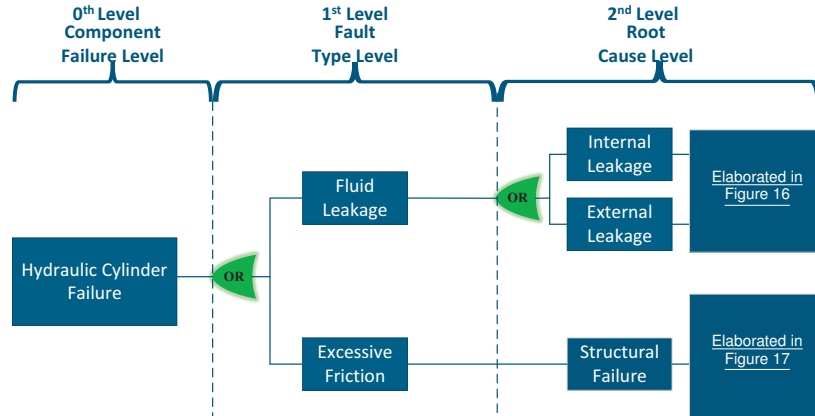 0th Level
Component
Failure Level
1st Level
Fault
Type Level
2nd Level
Root
Cause Level
Hydraulic Cylinder
Failure
OR
Fluid
Leakage
OR
Internal
Leakage
External
Leakage
Elaborated in
Figure 16
Excessive
Friction
Structural
Failure
Elaborated in
Figure 17